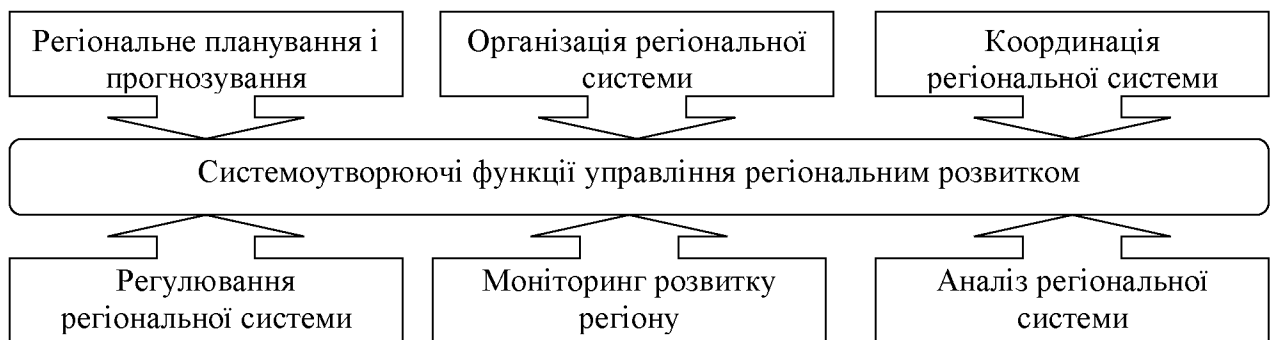 Регіональне планування і
прогнозування
Організація регіональної
системи
Координація
регіональної системи
Системоутворюючі функції управління регіональним розвитком
Регулювання
регіональної системи
Моніторинг розвитку
регіону
Аналіз регіональної
системи